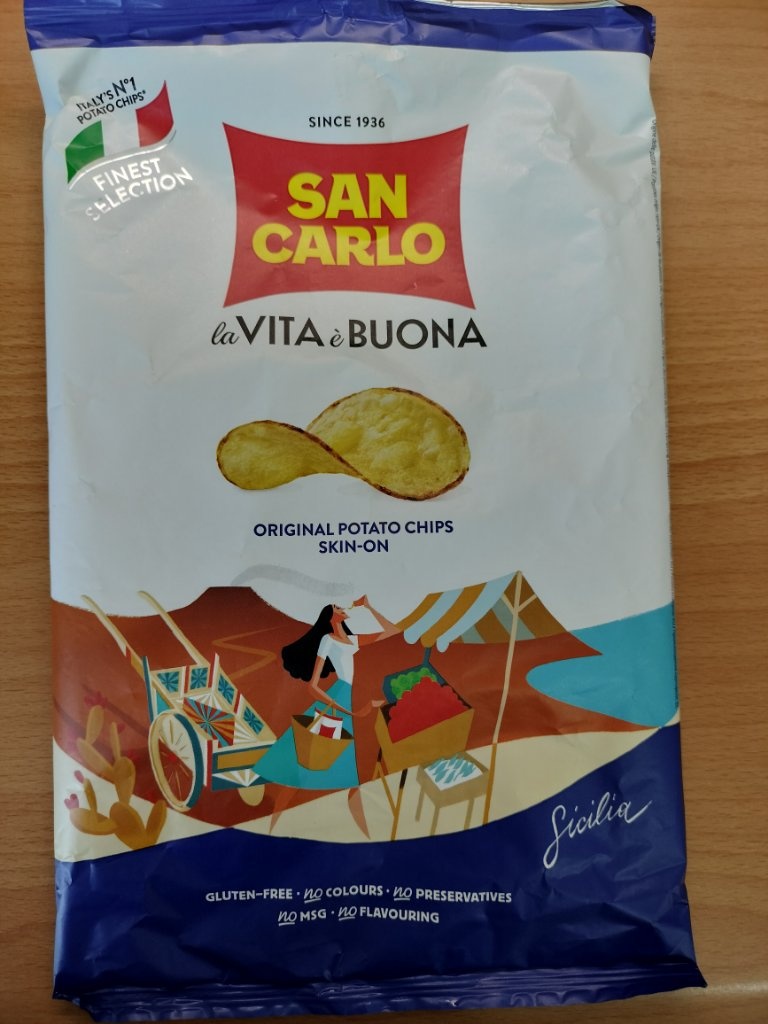 ITALY'S N°1
POTATO CHIPS*
FINEST
SELECTION
SINCE 1936
SAN
CARLO
la VITA è BUONA
ORIGINAL POTATO CHIPS
SKIN-ON
Sicilia
GLUTEN-FREE · no COLOURS · no PRESERVATIVES
no MSG · no FLAVOURING